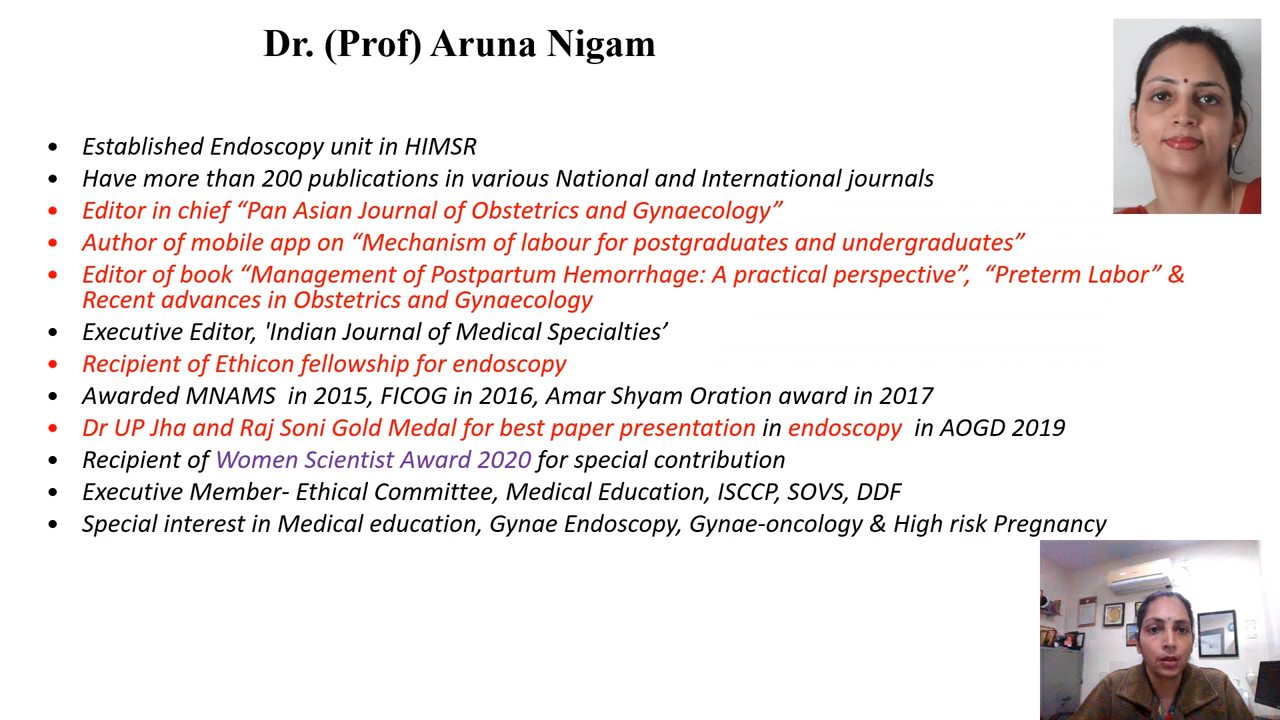 Dr. (Prof) Aruna Nigam
• Established Endoscopy unit in HIMSR
• Have more than 200 publications in various National and International journals
• Editor in chief “Pan Asian Journal of Obstetrics and Gynaecology”
• Author of mobile app on “Mechanism of labour for postgraduates and undergraduates”
• Editor of book “Management of Postpartum Hemorrhage: A practical perspective”, “Preterm Labor” &
Recent advances in Obstetrics and Gynaecology
• Executive Editor, 'Indian Journal of Medical Specialties’
• Recipient of Ethicon fellowship for endoscopy
• Awarded MNAMS in 2015, FICOG in 2016, Amar Shyam Oration award in 2017
• Dr UP Jha and Raj Soni Gold Medal for best paper presentation in endoscopy in AOGD 2019
• Recipient of Women Scientist Award 2020 for special contribution
• Executive Member- Ethical Committee, Medical Education, ISCCP, SOVS, DDF
• Special interest in Medical education, Gynae Endoscopy, Gynae-oncology & High risk Pregnancy